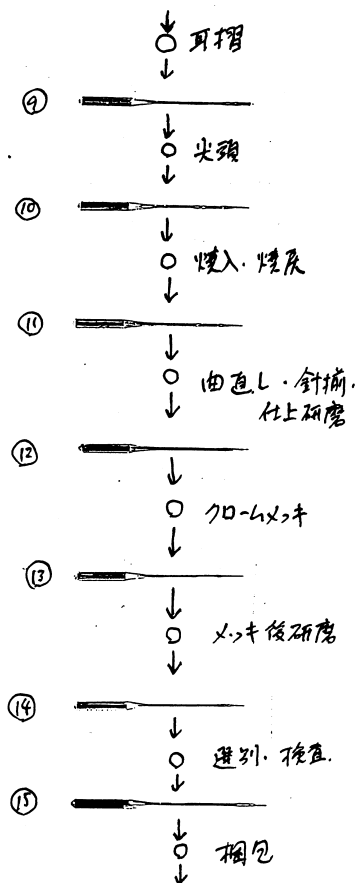 耳摺
⑨
尖頭
⑩
焼入・焼戻
⑪
曲直し・針揃・
仕上研磨
⑫
クロームメッキ
⑬
メッキ後研磨
⑭
選別・検査.
⑮
梱包